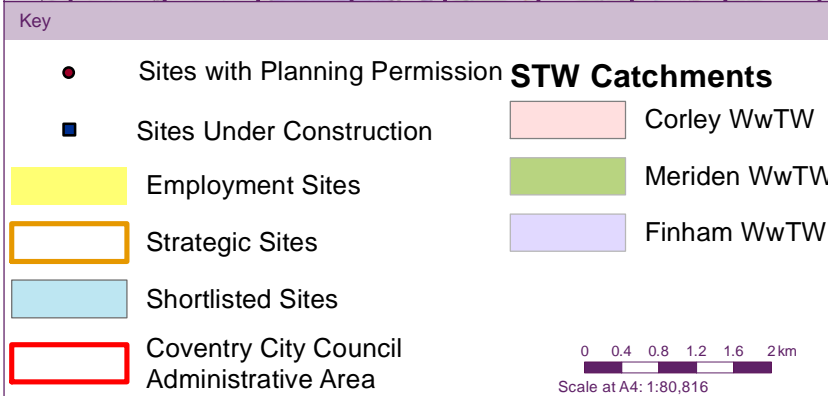 Key
Sites with Planning Permission
Sites Under Construction
Employment Sites
Strategic Sites
Shortlisted Sites
Coventry City Council
Administrative Area
STW Catchments
Corley WwTW
Meriden WwTW
Finham WwTW
0 0.4 0.8 1.2 1.6 2 km
Scale at A4: 1:80,816